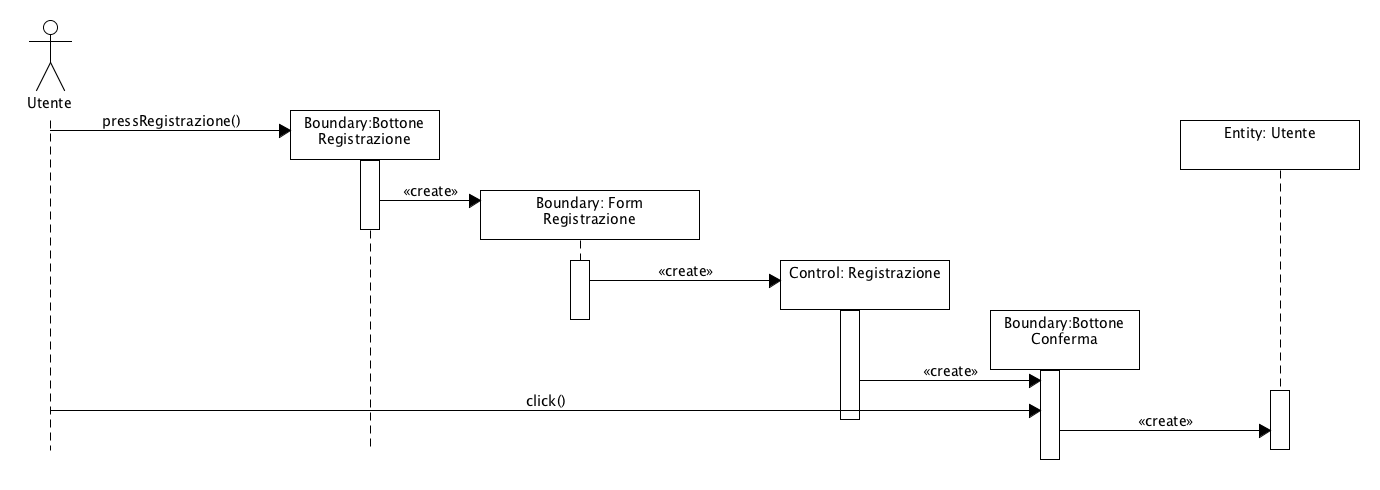 Utente
pressRegistrazione()
Boundary:Bottone
Registrazione
Entity: Utente
«create»
Boundary: Form
Registrazione
«create»
Control: Registrazione
Boundary:Bottone
Conferma
«create»
click()
«create»